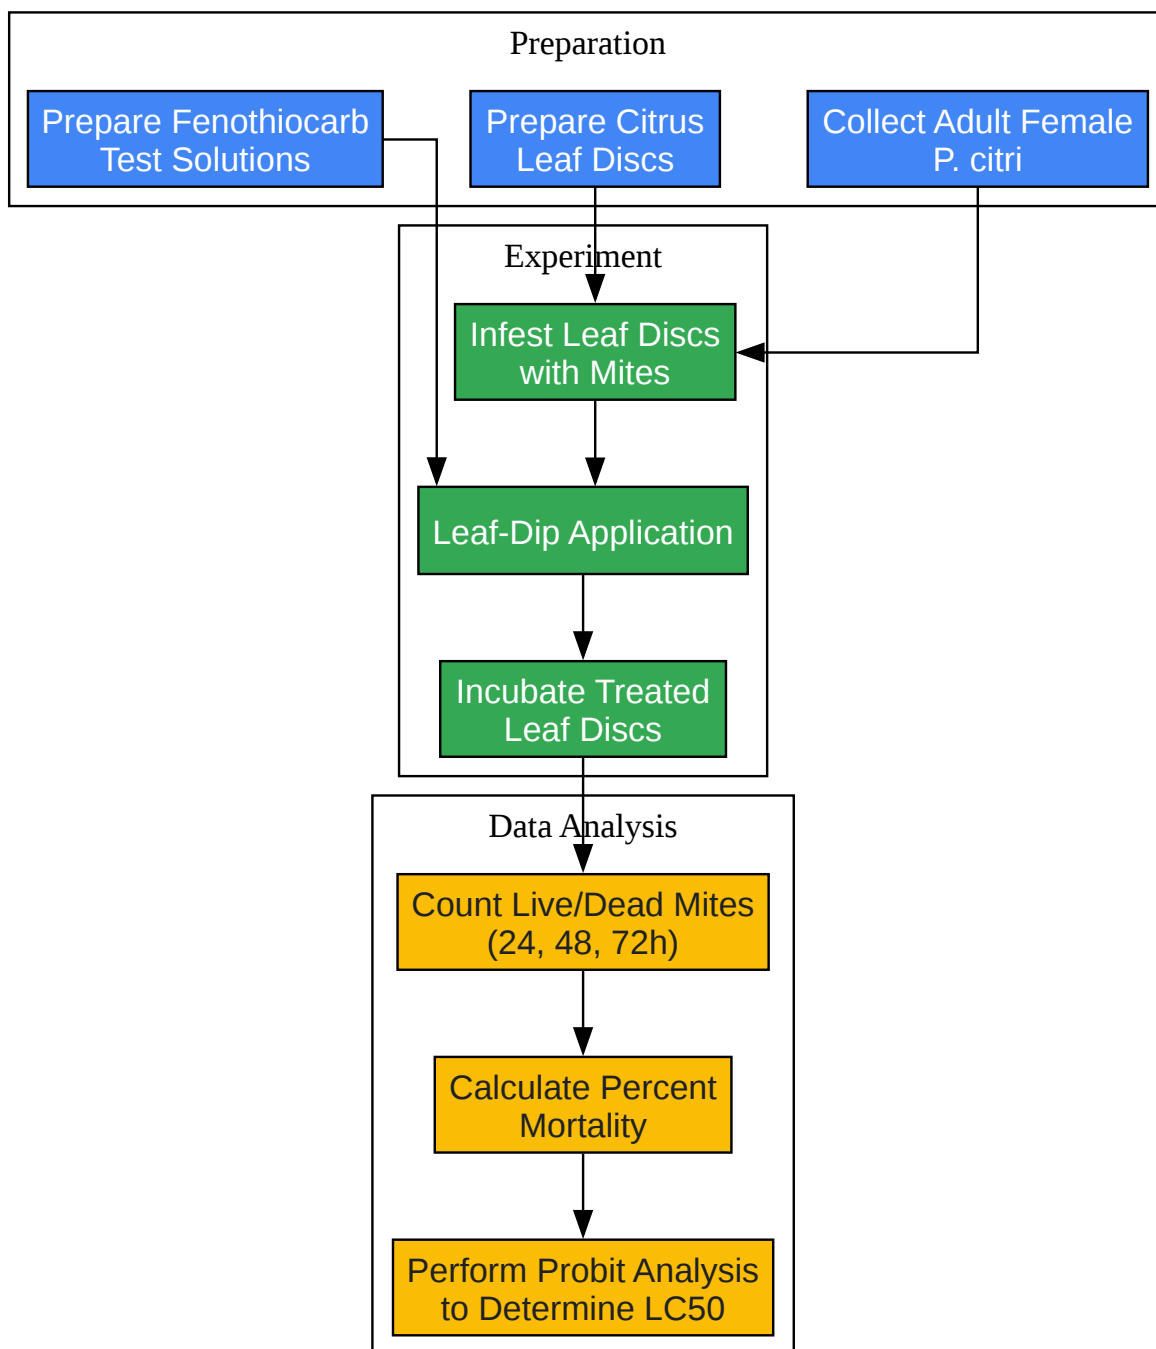 Preparation
Prepare Fenothiocarb
Test Solutions
Prepare Citrus
Leaf Discs
Collect Adult Female
P. citri
Experiment
Infest Leaf Discs
with Mites
Leaf-Dip Application
Incubate Treated
Leaf Discs
Data Analysis
Count Live/Dead Mites
(24, 48, 72h)
Calculate Percent
Mortality
Perform Probit Analysis
to Determine LC50